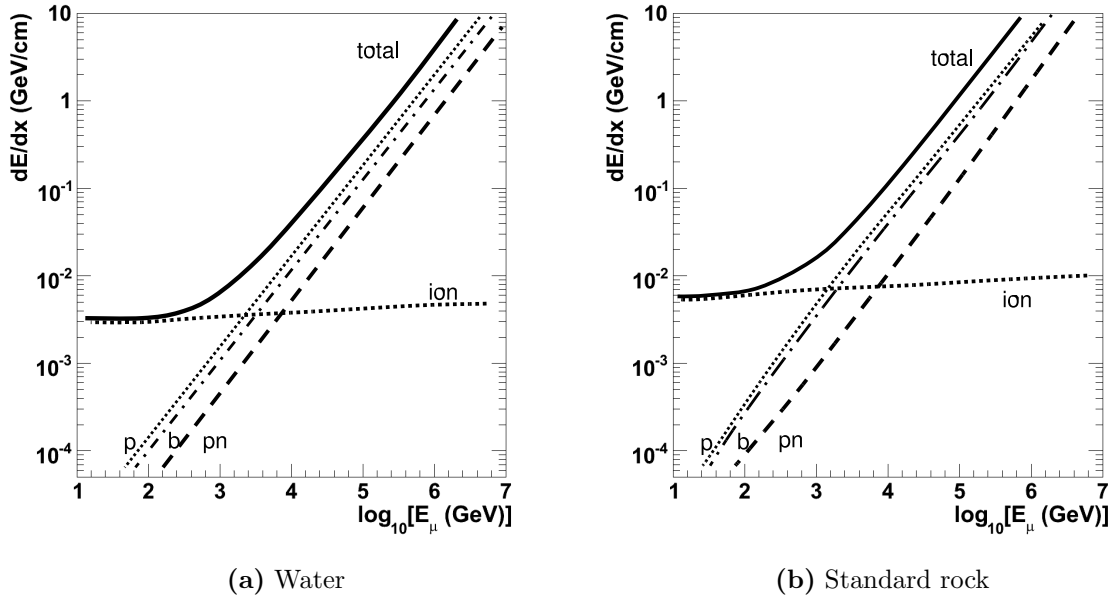 dE/dx (GeV/cm)
10
1
10⁻¹
10⁻²
10⁻³
10⁻⁴
total
ion
p b pn
1 2 3 4 5 6 7
log₁₀[E_μ (GeV)]
(a) Water
dE/dx (GeV/cm)
10
1
10⁻¹
10⁻²
10⁻³
10⁻⁴
total
ion
p b pn
1 2 3 4 5 6 7
log₁₀[E_μ (GeV)]
(b) Standard rock